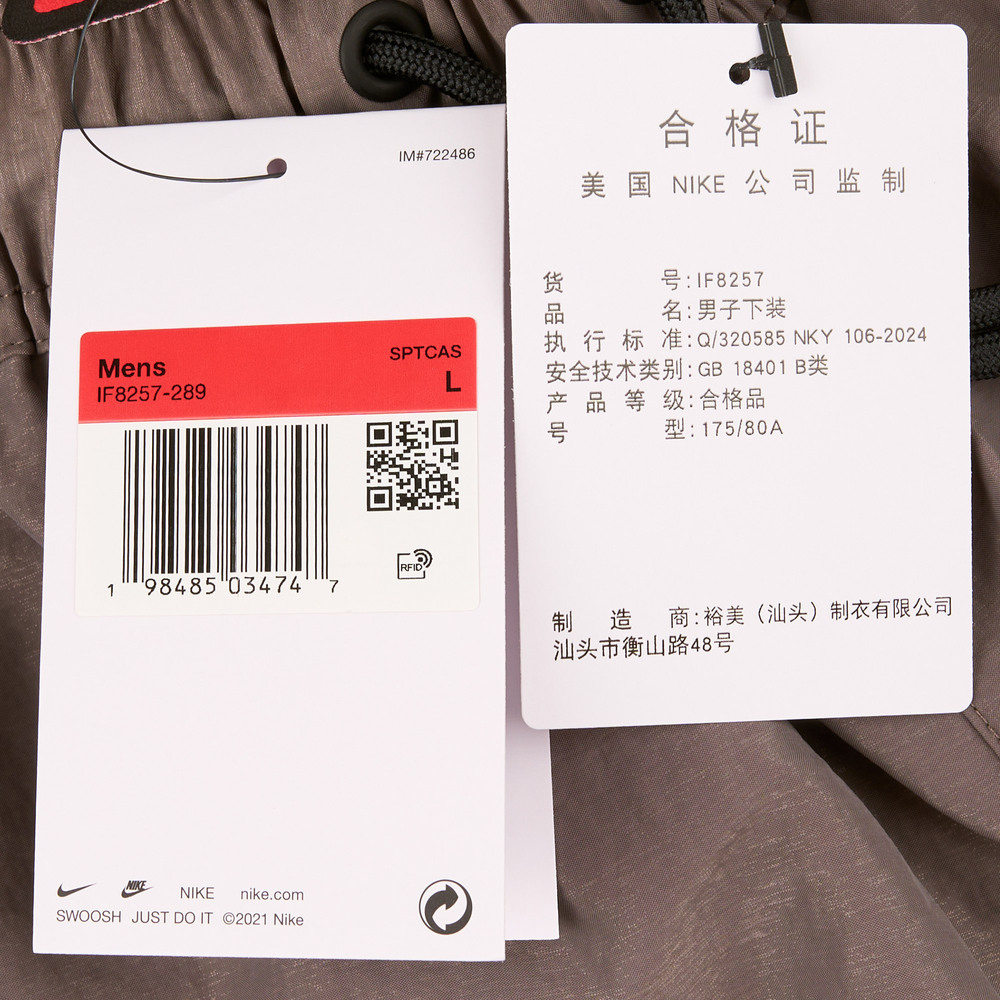 IM#722486
Mens
SPTCAS
IF8257-289
L
1 98485 03474 7
RFID
NIKE NIKE nike.com
SWOOSH JUST DO IT ©2021 Nike
合格证
美国 NIKE 公司监制
货号:IF8257
品名:男子下装
执行标准:Q/320585 NKY 106-2024
安全技术类别:GB 18401 B类
产品等级:合格品
号型:175/80A
制造商:裕美（汕头）制衣有限公司
汕头市衡山路48号